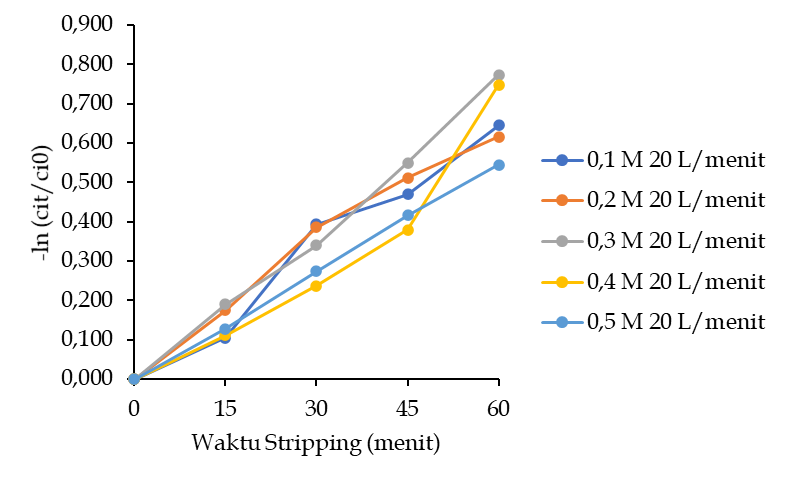 -ln (cit/ci0)
0,900
0,800
0,700
0,600
0,500
0,400
0,300
0,200
0,100
0,000
0 15 30 45 60
Waktu Stripping (menit)
0,1 M 20 L/menit
0,2 M 20 L/menit
0,3 M 20 L/menit
0,4 M 20 L/menit
0,5 M 20 L/menit